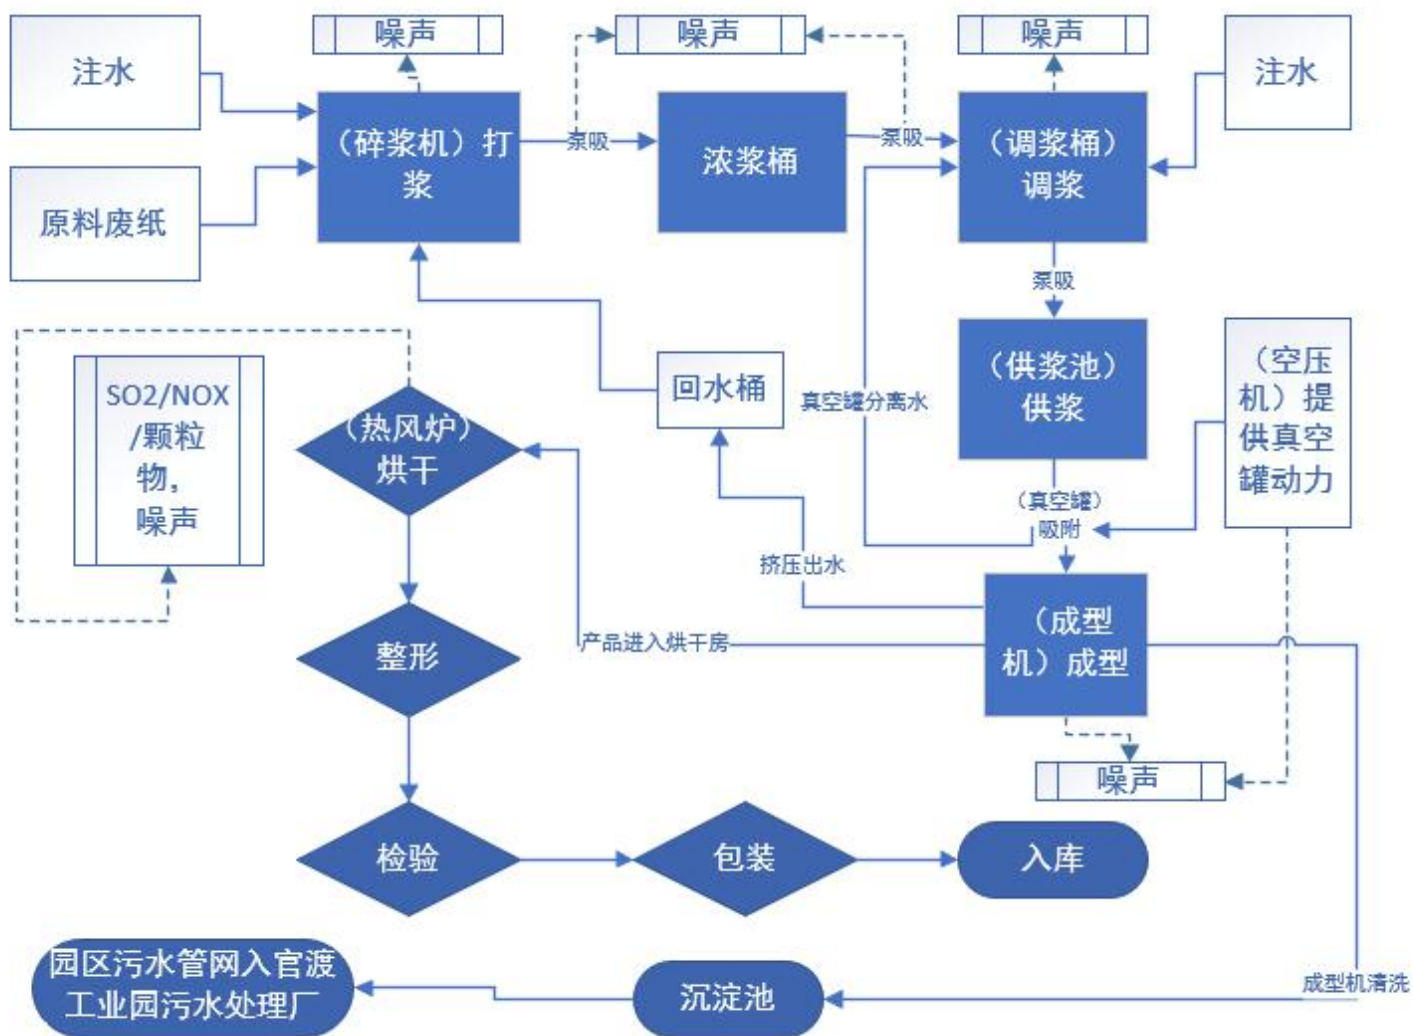 噪声
噪声
噪声
注水
注水
（碎浆机）打
浆
泵吸
浓浆桶
泵吸
（调浆桶）
调浆
原料废纸
泵吸
SO2/NOX
/颗粒
物，
噪声
（热风炉）
烘干
回水桶
真空罐分离水
（供浆池）
供浆
（空压
机）提
供真空
罐动力
（真空罐）
吸附
挤压出水
整形
产品进入烘干房
（成型
机）成型
噪声
检验
包装
入库
园区污水管网入官渡
工业园污水处理厂
沉淀池
成型机清洗